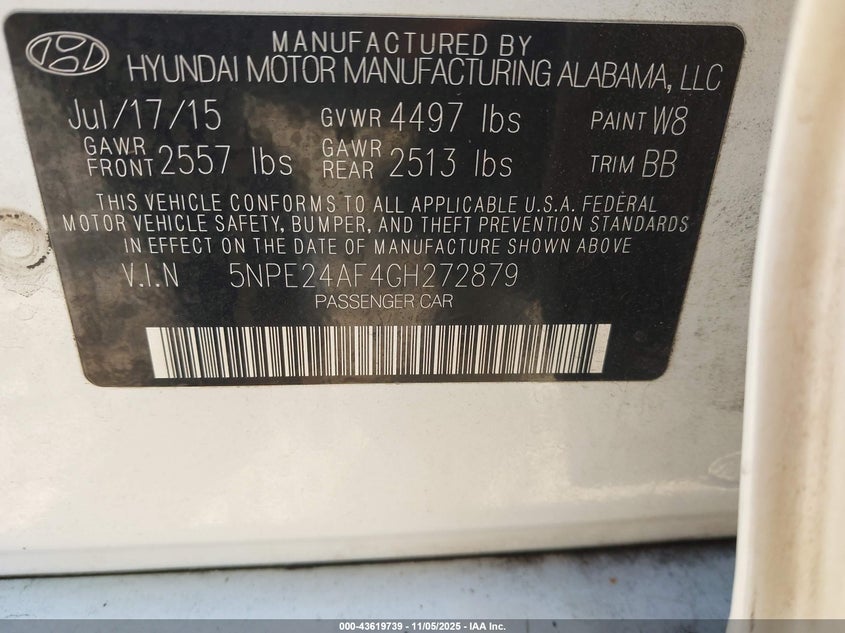 MANUFACTURED BY
HYUNDAI MOTOR MANUFACTURING ALABAMA, LLC
Jul/17/15 GVWR 4497 lbs PAINT W8
GAWR FRONT 2557 lbs GAWR REAR 2513 lbs TRIM BB
THIS VEHICLE CONFORMS TO ALL APPLICABLE U.S.A. FEDERAL
MOTOR VEHICLE SAFETY, BUMPER, AND THEFT PREVENTION STANDARDS
IN EFFECT ON THE DATE OF MANUFACTURE SHOWN ABOVE
V.I.N 5NPE24AF4GH272879
PASSENGER CAR
000-43619739 - 11/05/2025 - IAA Inc.